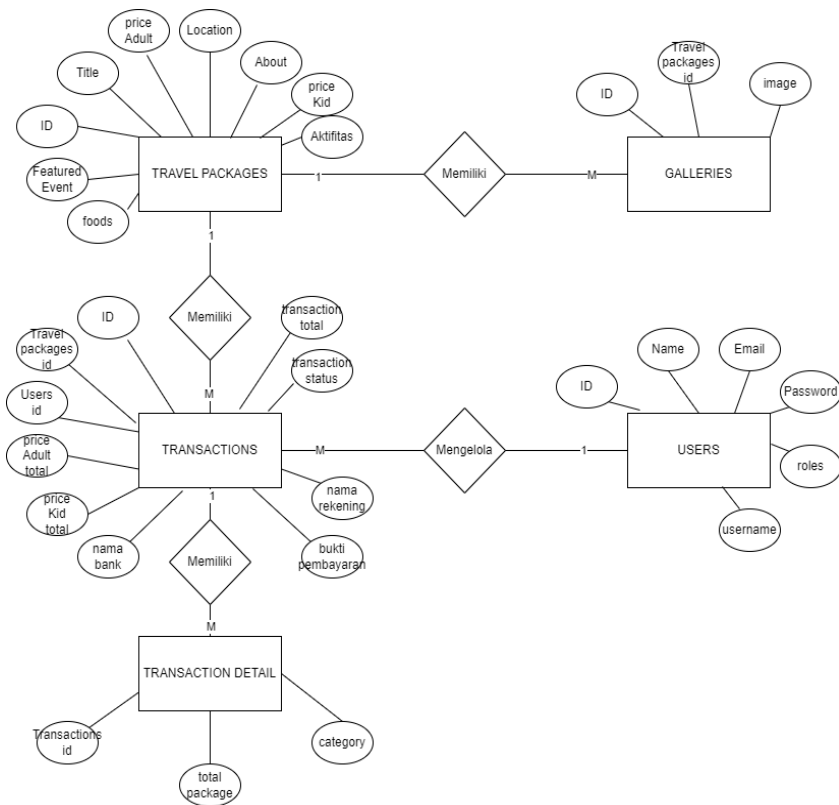 price
Adult
Location
About
Title
price
Kid
ID
Aktifitas
Featured
Event
foods
TRAVEL PACKAGES
1
Memiliki
M
GALLERIES
ID
Travel
packages
id
image
1
Memiliki
M
ID
transaction
total
Travel
packages
id
transaction
status
Users
id
price
Adult
total
price
Kid
total
nama
bank
nama
rekening
bukti
pembayaran
TRANSACTIONS
M
Mengelola
1
USERS
ID
Name
Email
Password
roles
username
1
Memiliki
M
TRANSACTION DETAIL
Transactions
id
total
package
category